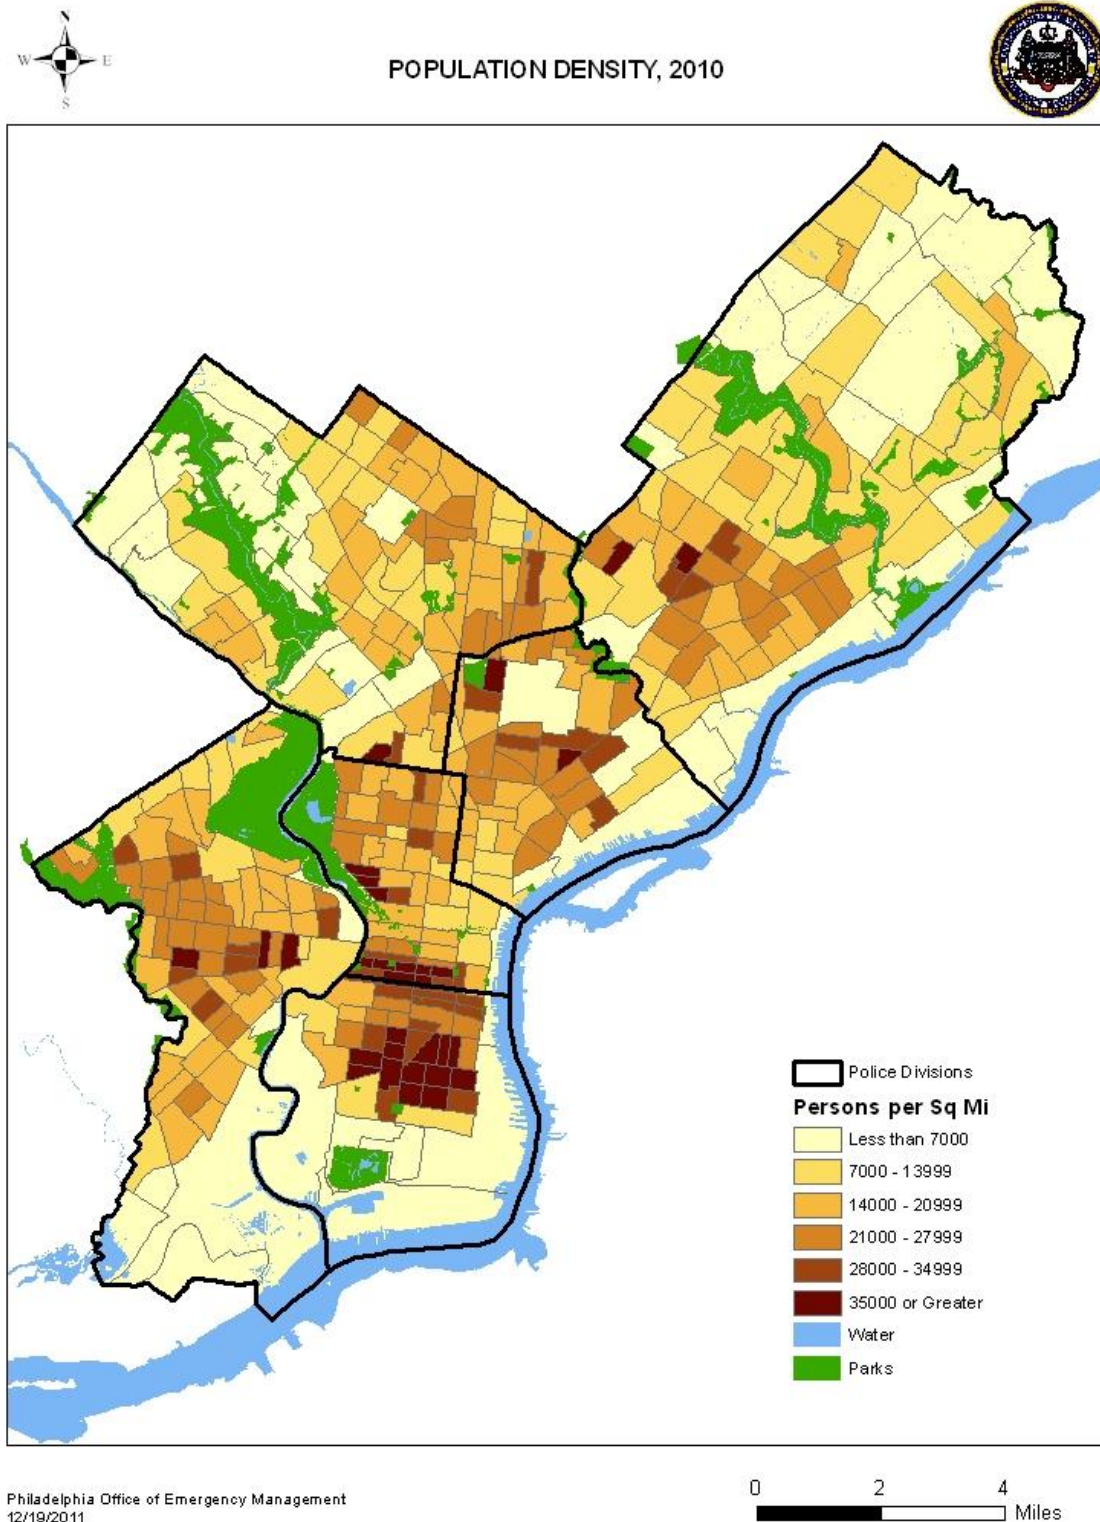 N
W E
S
POPULATION DENSITY, 2010
Police Divisions
Persons per Sq Mi
Less than 7000
7000 - 13999
14000 - 20999
21000 - 27999
28000 - 34999
35000 or Greater
Water
Parks
Philadelphia Office of Emergency Management
12/19/2011
0 2 4
Miles